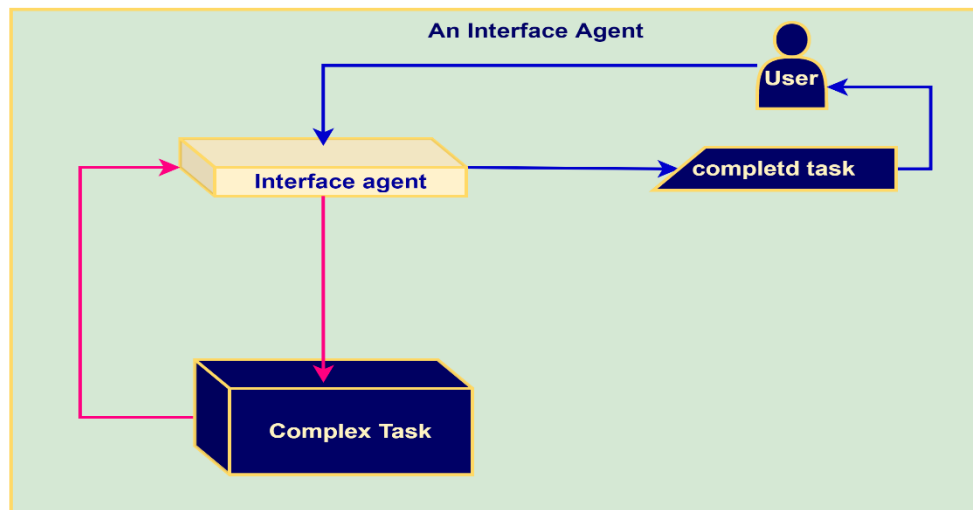 An Interface Agent
User
Interface agent
completd task
Complex Task